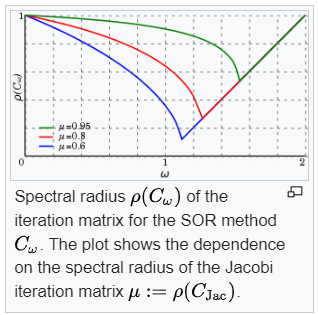 1
ρ(Cω)
μ=0.95
μ=0.8
μ=0.6
0 1 2
ω
Spectral radius ρ(C_ω) of the
iteration matrix for the SOR method
C_ω. The plot shows the dependence
on the spectral radius of the Jacobi
iteration matrix μ := ρ(C_Jac).